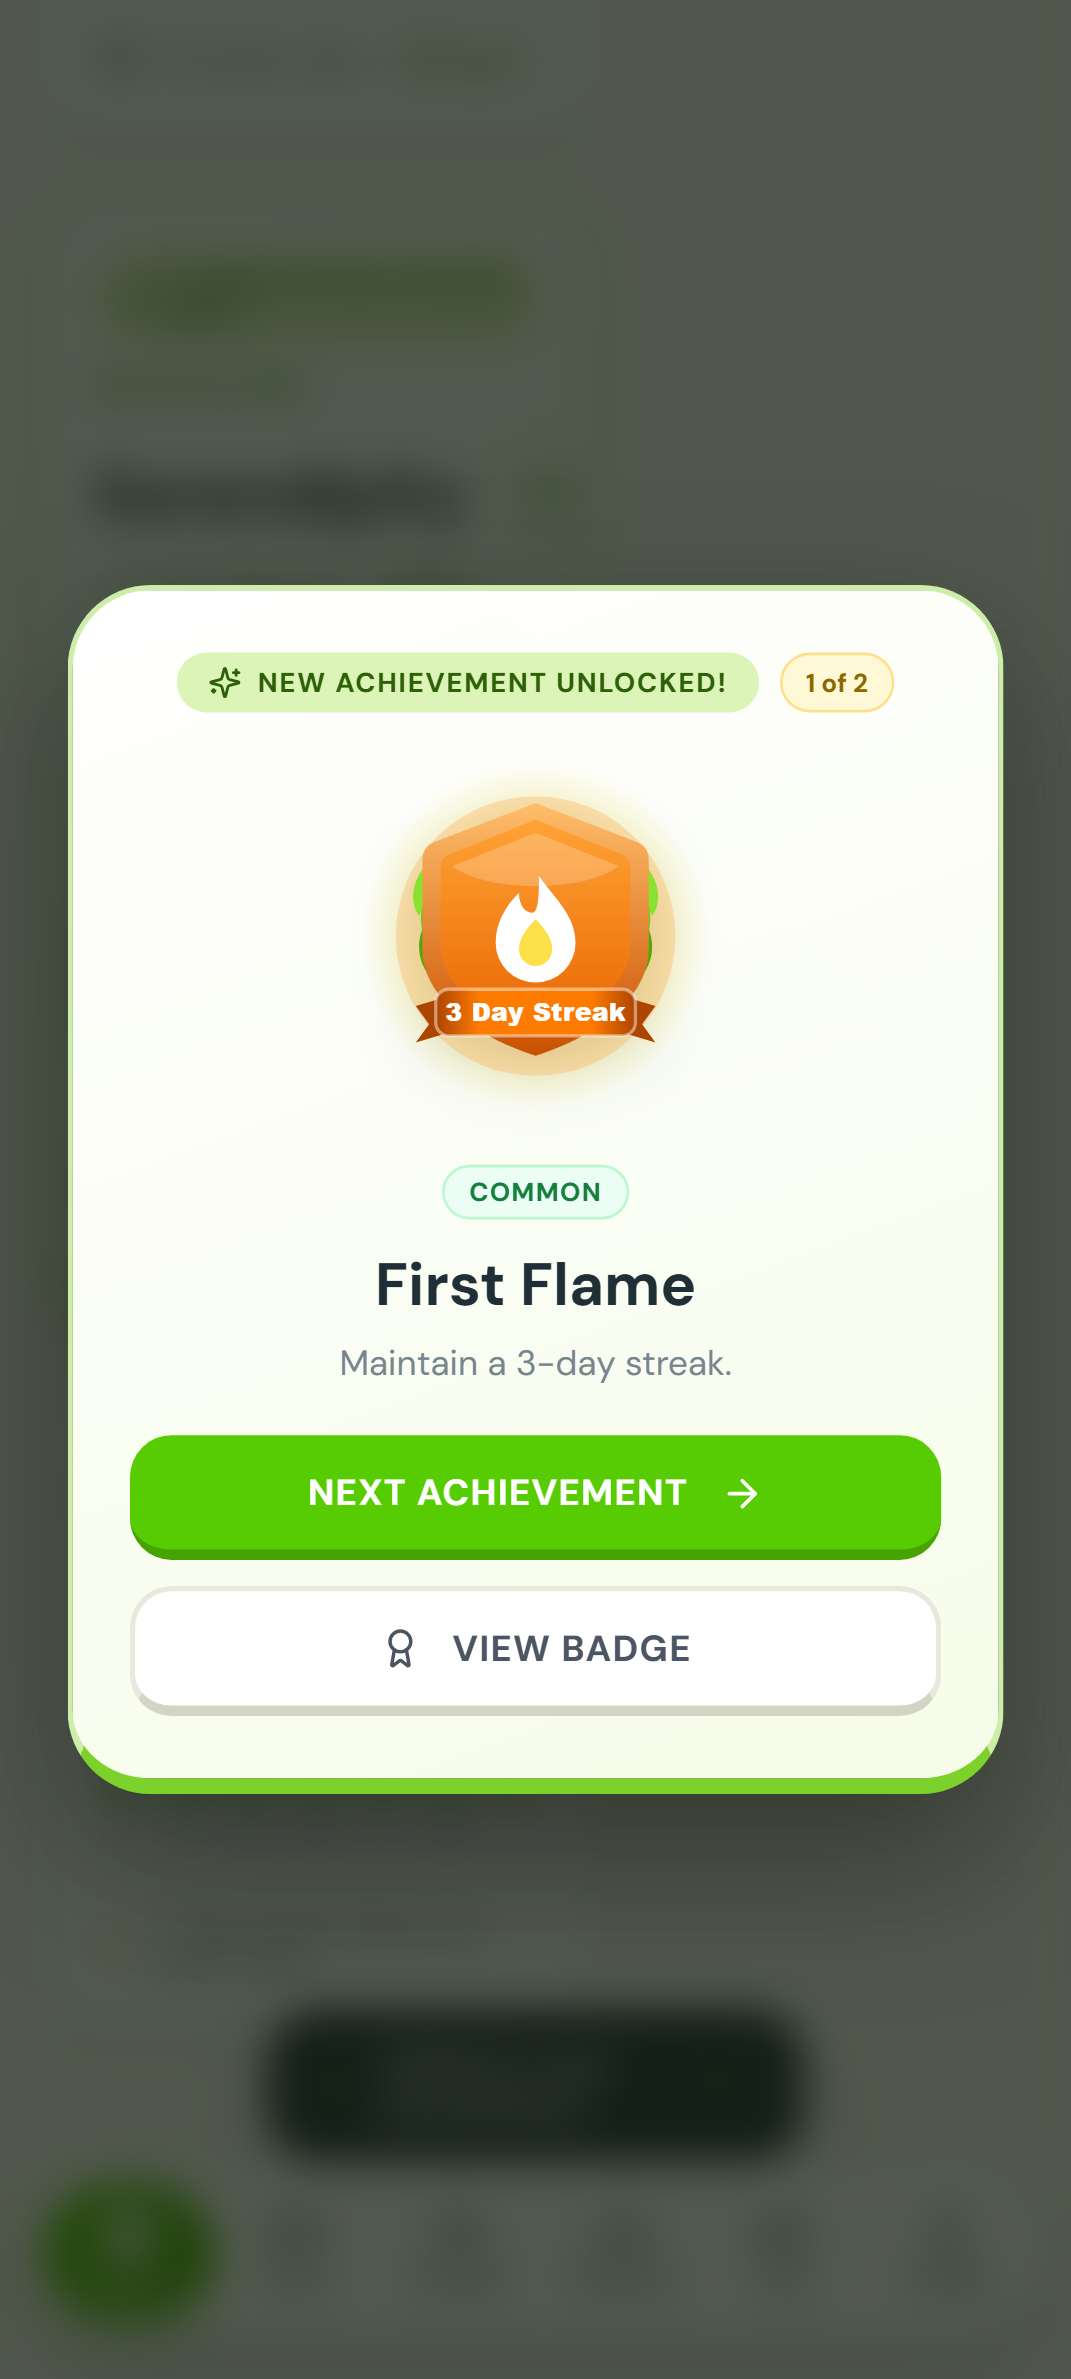 NEW ACHIEVEMENT UNLOCKED!
1 of 2
3 Day Streak
COMMON
First Flame
Maintain a 3-day streak.
NEXT ACHIEVEMENT
VIEW BADGE